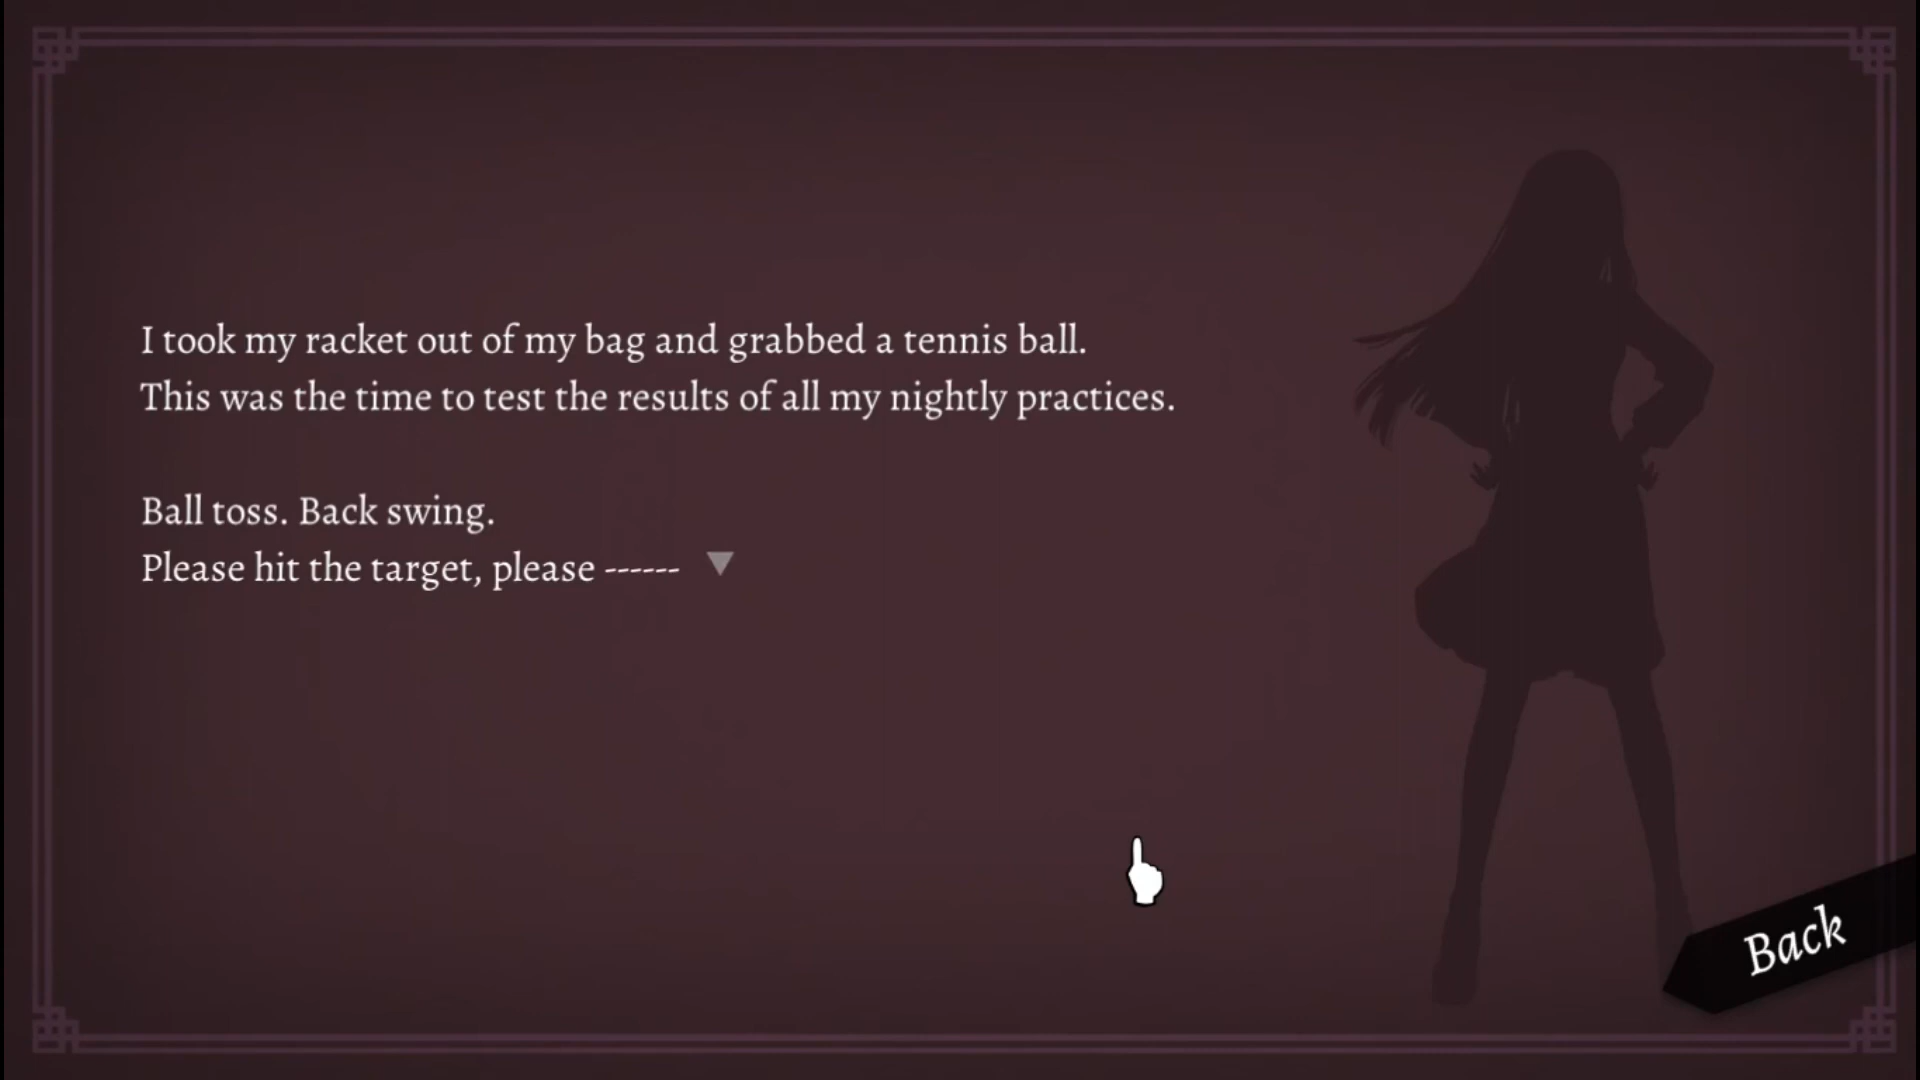 I took my racket out of my bag and grabbed a tennis ball.
This was the time to test the results of all my nightly practices.
Ball toss. Back swing.
Please hit the target, please ------
Back